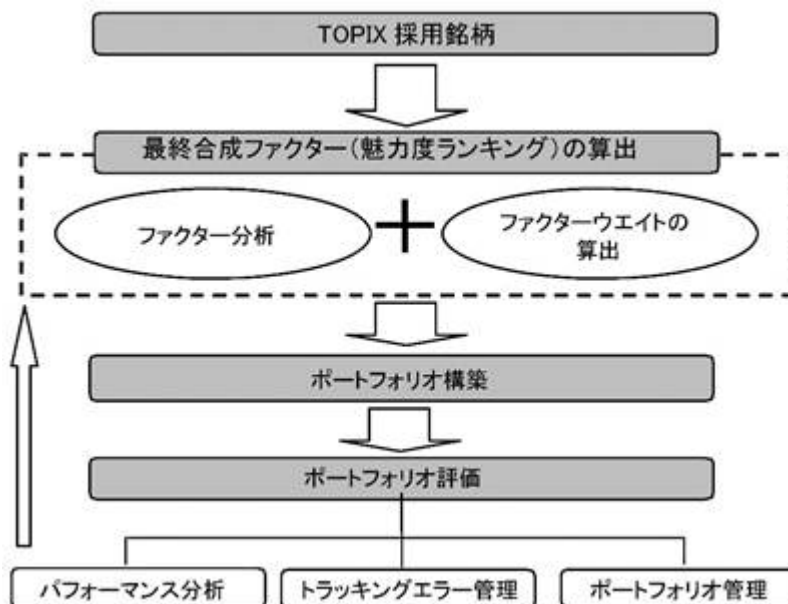 TOPIX 採用銘柄
最終合成ファクター(魅力度ランキング)の算出
ファクター分析
ファクターウエイトの
算出
ポートフォリオ構築
ポートフォリオ評価
パフォーマンス分析
トラッキングエラー管理
ポートフォリオ管理